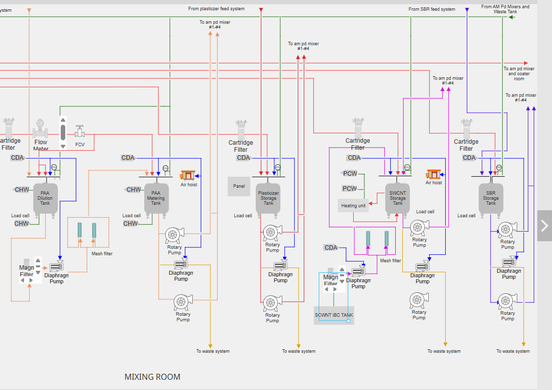 ystem
From plasticizer feed system
From SBR feed system
From AM Pd Mixers and
Waste Tank
To am pd mixer
#1-#4
To am pd mixer
#1-#4
To am pd mixer
#1-#4
To am pd mixer
and coater
room
To am pd mixer
#1-#4
artridge
Filter
Flow
Meter
FCV
Cartridge
Filter
Cartridge
Filter
Cartridge
Filter
CDA
CDA
CDA
CDA
CDA
CHW
CHW
PCW
PCW
Air hoist
Air hoist
Panel
PAA
Dilution
Tank
PAA
Metering
Tank
Plasticizer
Storage
Tank
SWCNT
Storage
Tank
SBR
Storage
Tank
Heating unit
Load cell
Load cell
Load cell
Load cell
Load cell
CHW
CHW
Rotary
Pump
Rotary
Pump
Rotary
Pump
Rotary
Pump
Mesh filter
Mesh filter
CDA
Magn
Filter
Diaphragm
Pump
Diaphragm
Pump
Diaphragm
Pump
Magn
Filter
Diaphragm
Pump
Diaphragm
Pump
Diaphragm
Pump
Rotary
Pump
Rotary
Pump
Rotary
Pump
Rotary
Pump
SCWNT IBC TANK
To waste system
To waste system
To waste system
To waste system
MIXING ROOM